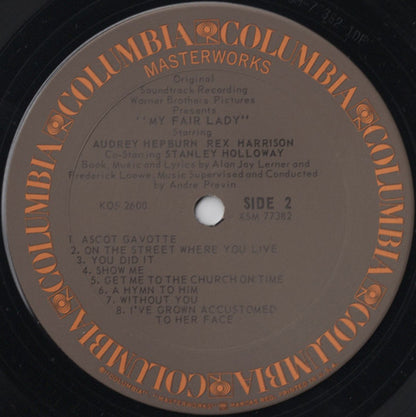 COLUMBIA COLUMBIA COLUMBIA COLUMBIA COLUMBIA COLUMBIA
MASTERWORKS
Original
Soundtrack Recording
Warner Brothers Pictures
Presents
"MY FAIR LADY"
Starring
AUDREY HEPBURN REX HARRISON
Co-Starring STANLEY HOLLOWAY
Book, Music and Lyrics by Alan Jay Lerner and
Frederick Loewe: Music Supervised and Conducted
by
Andre Previn
KOS 2600
SIDE 2
XSM 77382
1 ASCOT GAVOTTE
2. ON THE STREET WHERE YOU LIVE
3. YOU DID IT
4. SHOW ME
5. GET ME TO THE CHURCH ON TIME
6. A HYMN TO HIM
7. WITHOUT YOU
8. I'VE GROWN ACCUSTOMED
TO HER FACE